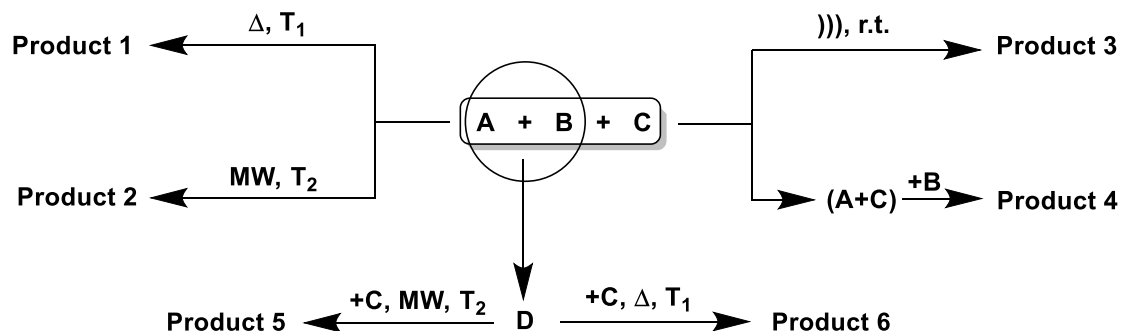 Δ, T₁
))), r.t.
Product 1
Product 3
A + B + C
MW, T₂
Product 2
(A+C)
+B
Product 4
+C, MW, T₂
+C, Δ, T₁
Product 5
D
Product 6